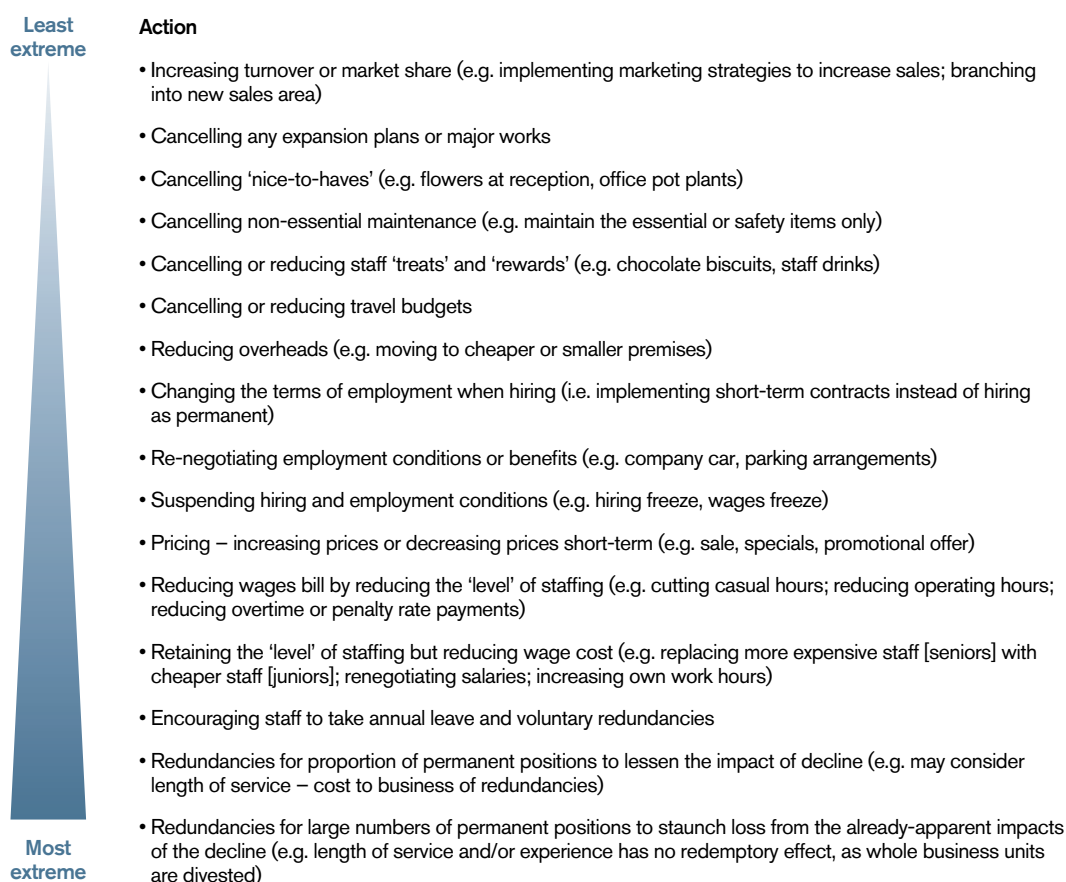 Least
extreme
Action
• Increasing turnover or market share (e.g. implementing marketing strategies to increase sales; branching
into new sales area)
• Cancelling any expansion plans or major works
• Cancelling ‘nice-to-haves’ (e.g. flowers at reception, office pot plants)
• Cancelling non-essential maintenance (e.g. maintain the essential or safety items only)
• Cancelling or reducing staff ‘treats’ and ‘rewards’ (e.g. chocolate biscuits, staff drinks)
• Cancelling or reducing travel budgets
• Reducing overheads (e.g. moving to cheaper or smaller premises)
• Changing the terms of employment when hiring (i.e. implementing short-term contracts instead of hiring
as permanent)
• Re-negotiating employment conditions or benefits (e.g. company car, parking arrangements)
• Suspending hiring and employment conditions (e.g. hiring freeze, wages freeze)
• Pricing – increasing prices or decreasing prices short-term (e.g. sale, specials, promotional offer)
• Reducing wages bill by reducing the ‘level’ of staffing (e.g. cutting casual hours; reducing operating hours;
reducing overtime or penalty rate payments)
• Retaining the ‘level’ of staffing but reducing wage cost (e.g. replacing more expensive staff [seniors] with
cheaper staff [juniors]; renegotiating salaries; increasing own work hours)
• Encouraging staff to take annual leave and voluntary redundancies
• Redundancies for proportion of permanent positions to lessen the impact of decline (e.g. may consider
length of service – cost to business of redundancies)
• Redundancies for large numbers of permanent positions to staunch loss from the already-apparent impacts
of the decline (e.g. length of service and/or experience has no redemptory effect, as whole business units
are divested)
Most
extreme